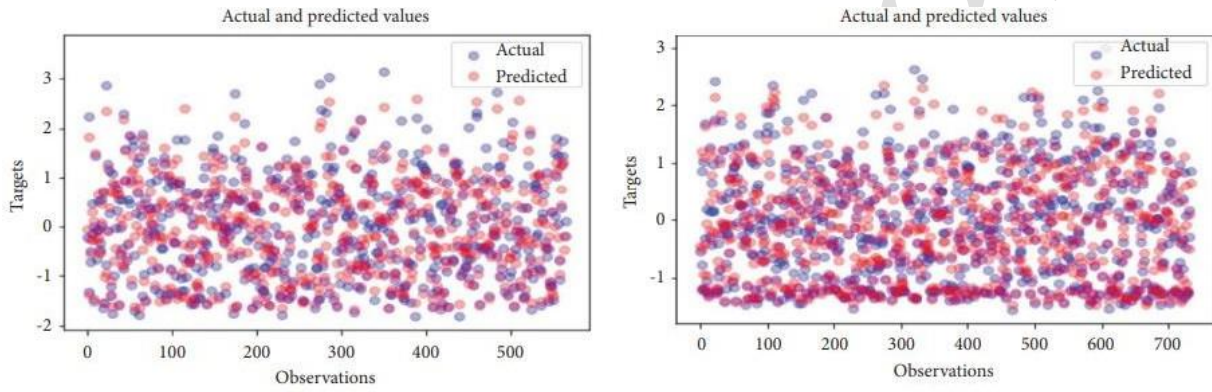 Actual and predicted values
Actual
Predicted
3
2
1
0
-1
-2
Targets
0 100 200 300 400 500
Observations
Actual and predicted values
Actual
Predicted
3
2
1
0
-1
Targets
0 100 200 300 400 500 600 700
Observations